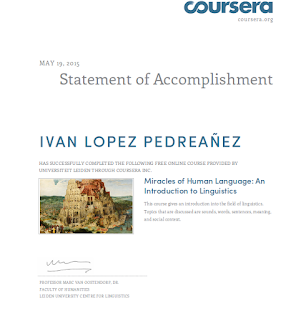 coursera
coursera.org
MAY 19, 2015
Statement of Accomplishment
IVAN LOPEZ PEDREAÑEZ
HAS SUCCESSFULLY COMPLETED THE FOLLOWING FREE ONLINE COURSE PROVIDED BY
UNIVERSITEIT LEIDEN THROUGH COURSERA INC.
Miracles of Human Language: An
Introduction to Linguistics
This course gives an introduction into the field of linguistics.
Topics that are discussed are sounds, words, sentences, meaning,
and social context.
PROFESSOR MARC VAN OOSTENDORP, DR.
FACULTY OF HUMANITIES
LEIDEN UNIVERSITY CENTRE FOR LINGUISTICS